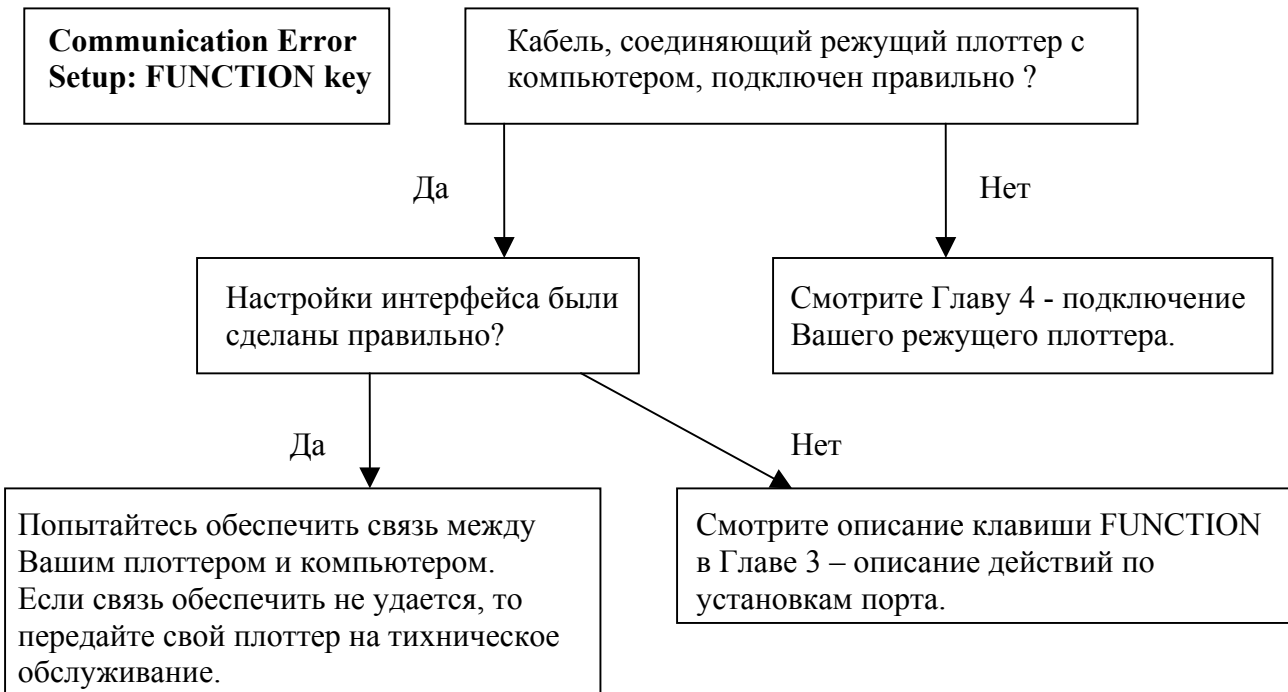 Communication Error
Setup: FUNCTION key
Кабель, соединяющий режущий плоттер с
компьютером, подключен правильно ?
Да
Нет
Настройки интерфейса были
сделаны правильно?
Смотрите Главу 4 - подключение
Вашего режущего плоттера.
Да
Нет
Попытайтесь обеспечить связь между
Вашим плоттером и компьютером.
Если связь обеспечить не удается, то
передайте свой плоттер на тихническое
обслуживание.
Смотрите описание клавиши FUNCTION
в Главе 3 – описание действий по
установкам порта.